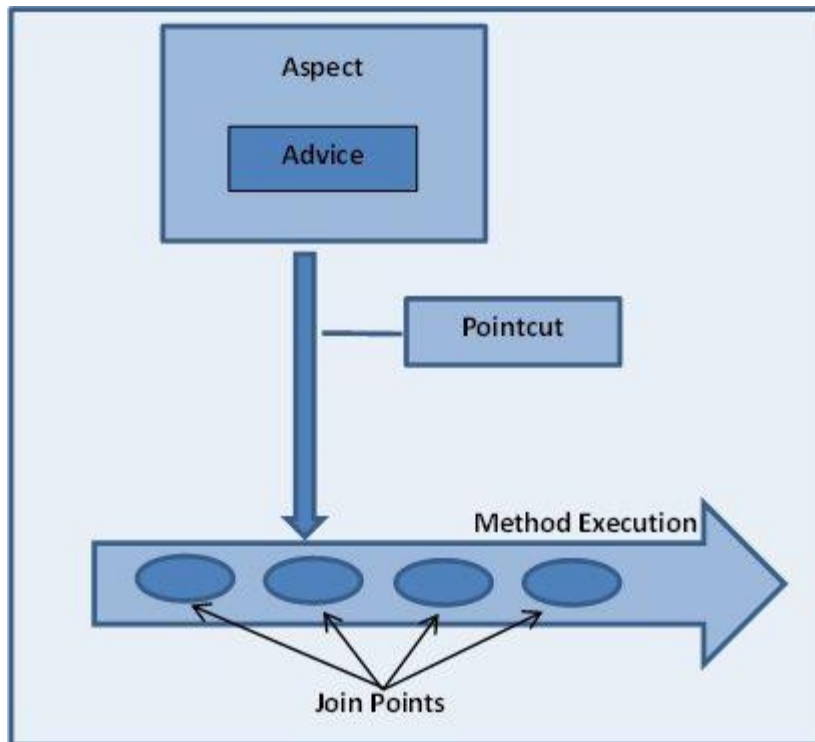 Aspect
Advice
Pointcut
Method Execution
Join Points